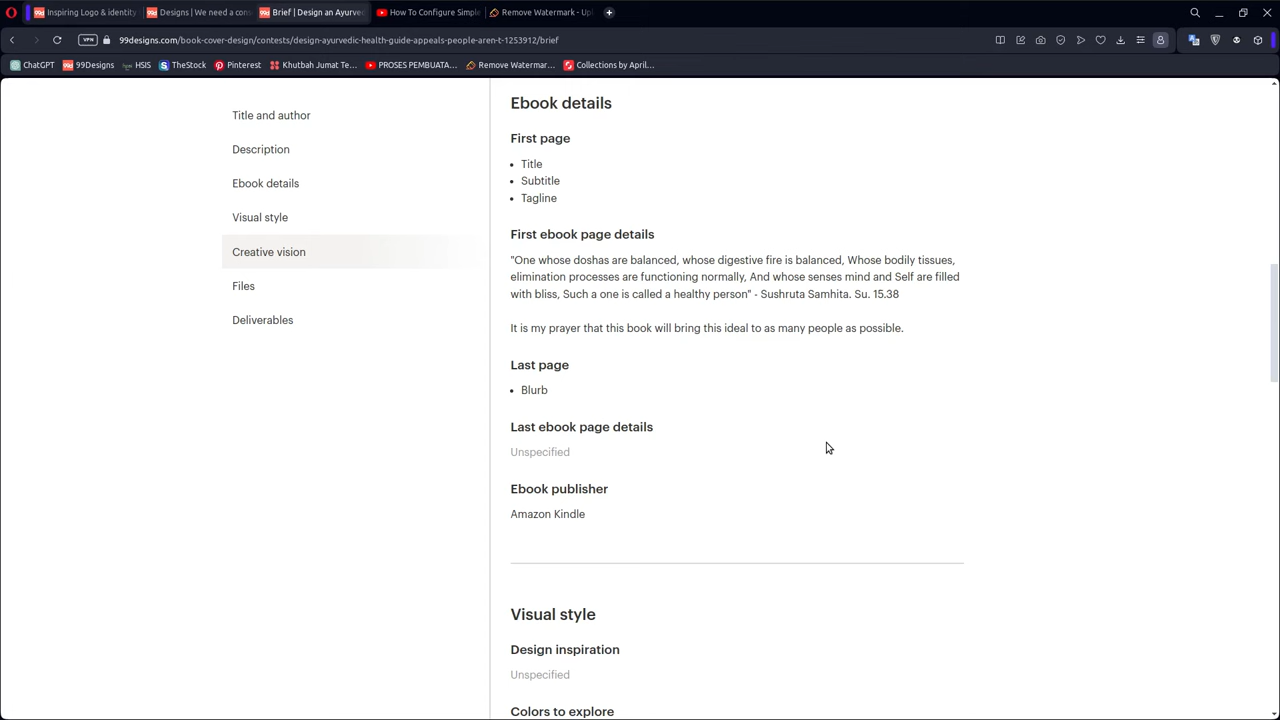 Inspiring Logo & identity
Designs | We need a cons
Brief | Design an Ayurved
How To Configure Simple
Remove Watermark - Upl
VPN
99designs.com/book-cover-design/contests/design-ayurvedic-health-guide-appeals-people-aren-t-1253912/brief
ChatGPT
99Designs
HSIS
TheStock
Pinterest
Khutbah Jumat Te...
PROSES PEMBUATA...
Remove Watermar...
Collections by April...
Title and author
Description
Ebook details
Visual style
Creative vision
Files
Deliverables
Ebook details
First page
Title
Subtitle
Tagline
First ebook page details
"One whose doshas are balanced, whose digestive fire is balanced, Whose bodily tissues,
elimination processes are functioning normally, And whose senses mind and Self are filled
with bliss, Such a one is called a healthy person" - Sushruta Samhita. Su. 15.38
It is my prayer that this book will bring this ideal to as many people as possible.
Last page
Blurb
Last ebook page details
Unspecified
Ebook publisher
Amazon Kindle
Visual style
Design inspiration
Unspecified
Colors to explore